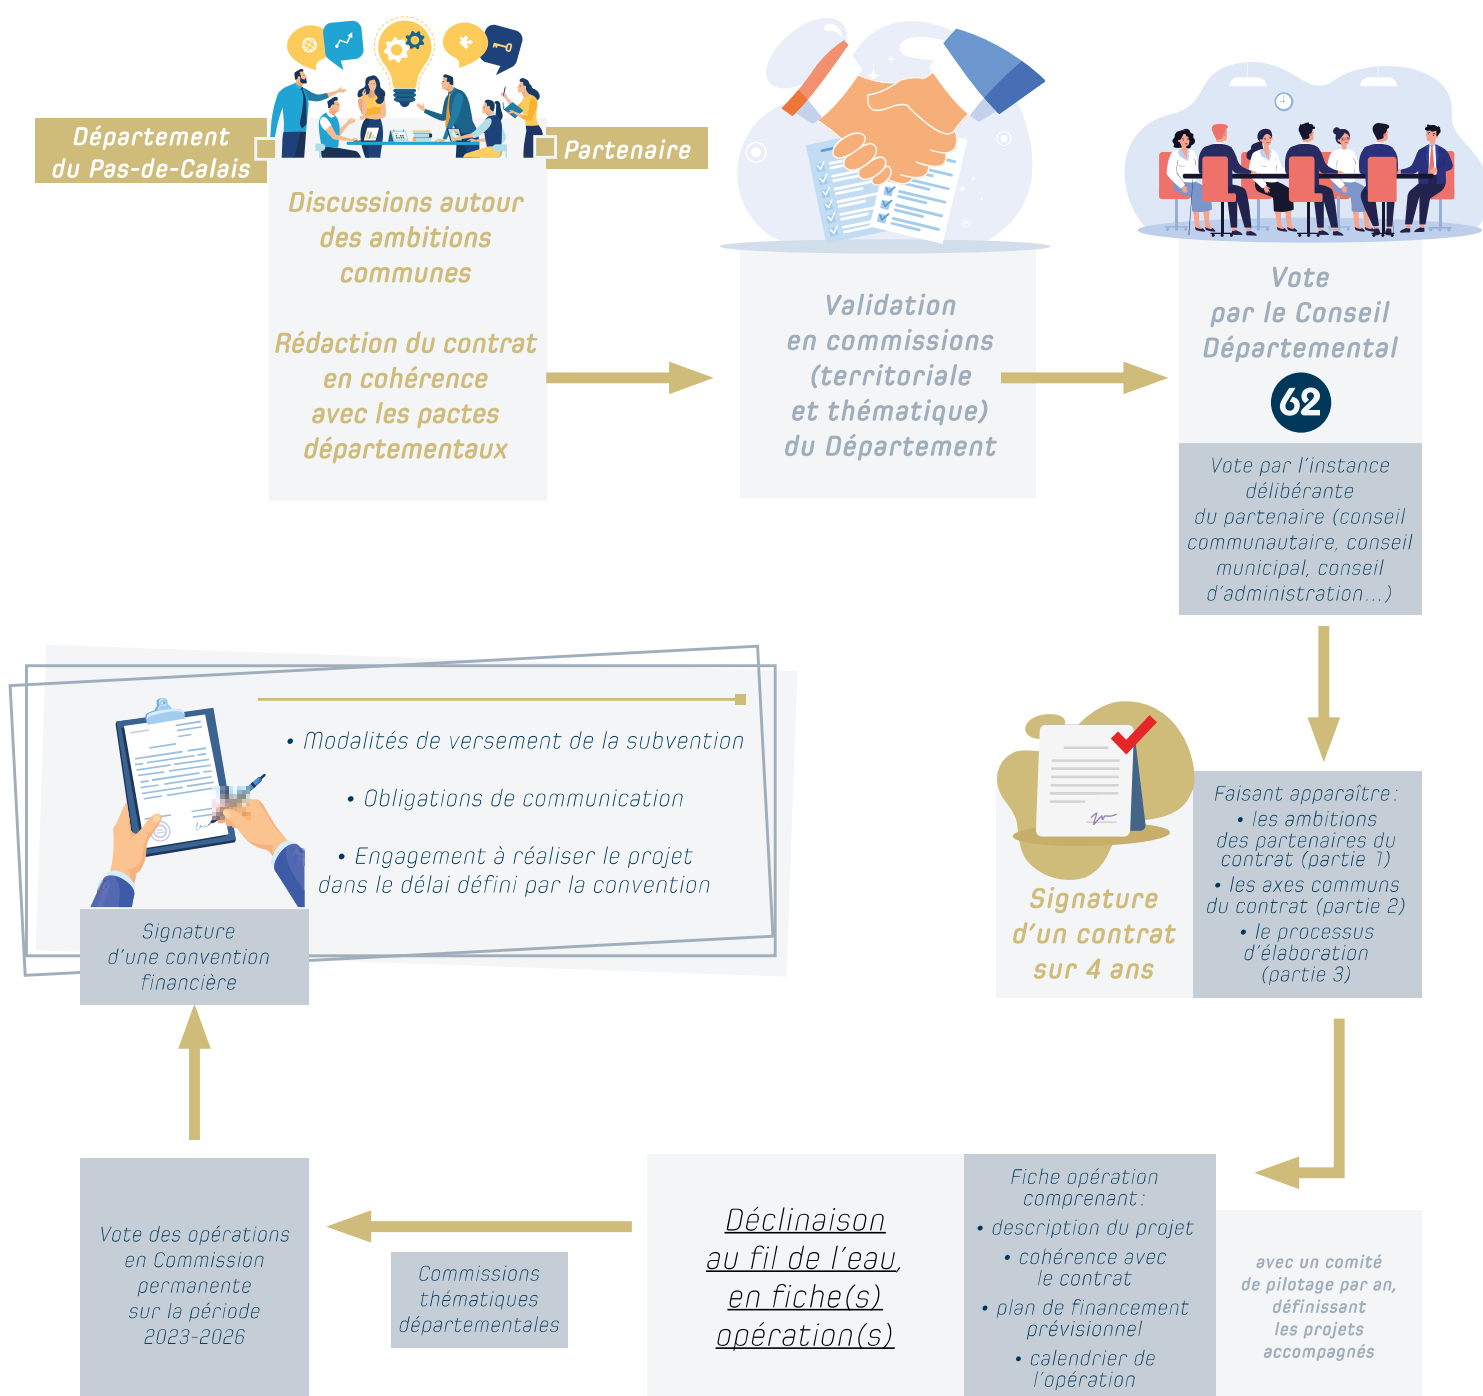 Département
du Pas-de-Calais
Partenaire
Discussions autour
des ambitions
communes
Rédaction du contrat
en cohérence
avec les pactes
départementaux
Validation
en commissions
(territoriale
et thématique)
du Département
Vote
par le Conseil
Départemental
62
Vote par l'instance
délibérante
du partenaire (conseil
communautaire, conseil
municipal, conseil
d'administration...)
Signature
d'un contrat
sur 4 ans
Faisant apparaître :
• les ambitions
des partenaires du
contrat (partie 1)
• les axes communs
du contrat (partie 2)
• le processus
d'élaboration
(partie 3)
avec un comité
de pilotage par an,
définissant
les projets
accompagnés
Fiche opération
comprenant :
• description du projet
• cohérence avec
le contrat
• plan de financement
prévisionnel
• calendrier de
l'opération
Déclinaison
au fil de l'eau,
en fiche(s)
opération(s)
Commissions
thématiques
départementales
Vote des opérations
en Commission
permanente
sur la période
2023-2026
Signature
d'une convention
financière
• Modalités de versement de la subvention
• Obligations de communication
• Engagement à réaliser le projet
dans le délai défini par la convention